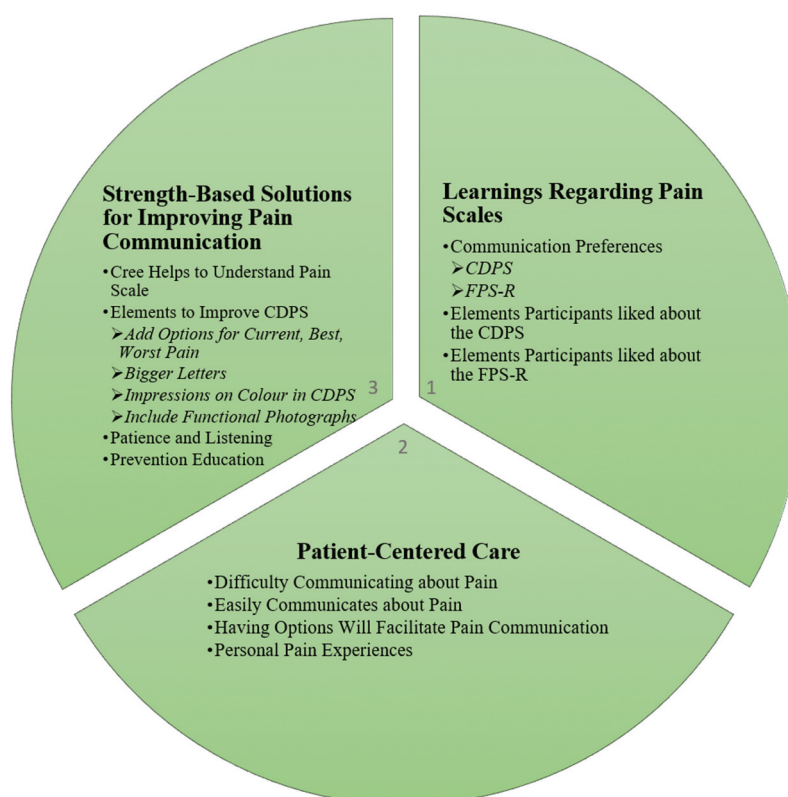 Learnings Regarding Pain
Scales
•Communication Preferences
➢CDPS
➢FPS-R
•Elements Participants liked about
the CDPS
•Elements Participants liked about
the FPS-R
1
2
Patient-Centered Care
•Difficulty Communicating about Pain
•Easily Communicates about Pain
•Having Options Will Facilitate Pain Communication
•Personal Pain Experiences
Strength-Based Solutions
for Improving Pain
Communication
•Cree Helps to Understand Pain
Scale
•Elements to Improve CDPS
➢Add Options for Current, Best,
Worst Pain
➢Bigger Letters
➢Impressions on Colour in CDPS
➢Include Functional Photographs
•Patience and Listening
•Prevention Education
3